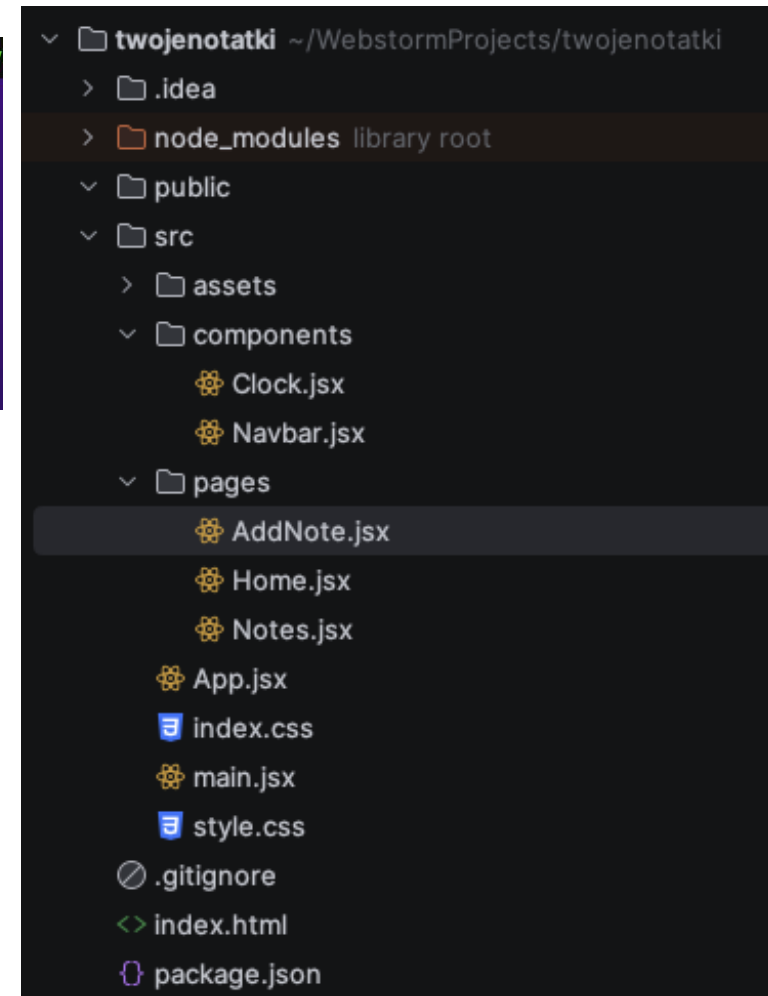 twojenotatki ~/WebstormProjects/twojenotatki
.idea
node_modules library root
public
src
assets
components
Clock.jsx
Navbar.jsx
pages
AddNote.jsx
Home.jsx
Notes.jsx
App.jsx
index.css
main.jsx
style.css
.gitignore
index.html
package.json